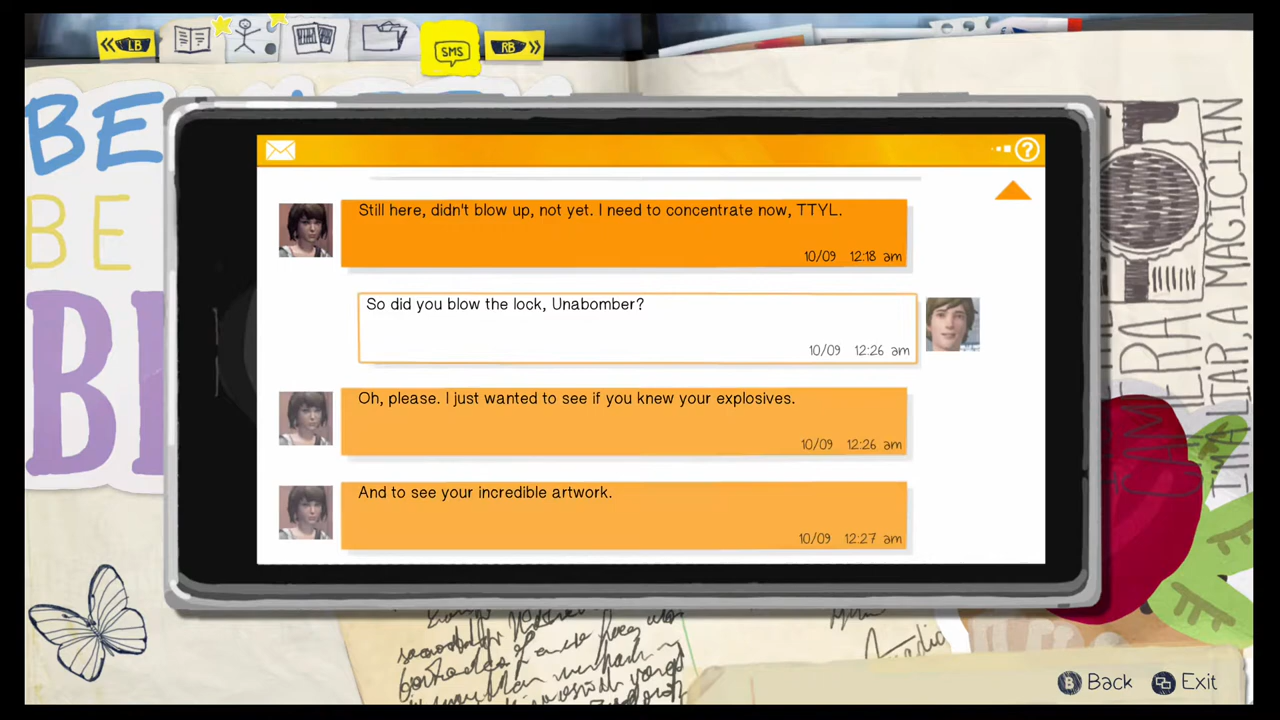 LB
SMS
RB
BE
BE
Still here, didn't blow up, not yet. I need to concentrate now, TTYL.
10/09 12:18 am
So did you blow the lock, Unabomber?
10/09 12:26 am
Oh, please. I just wanted to see if you knew your explosives.
10/09 12:26 am
And to see your incredible artwork.
10/09 12:27 am
CAMERA
I'M A LIAR, A MAGICIAN
B Back
Exit